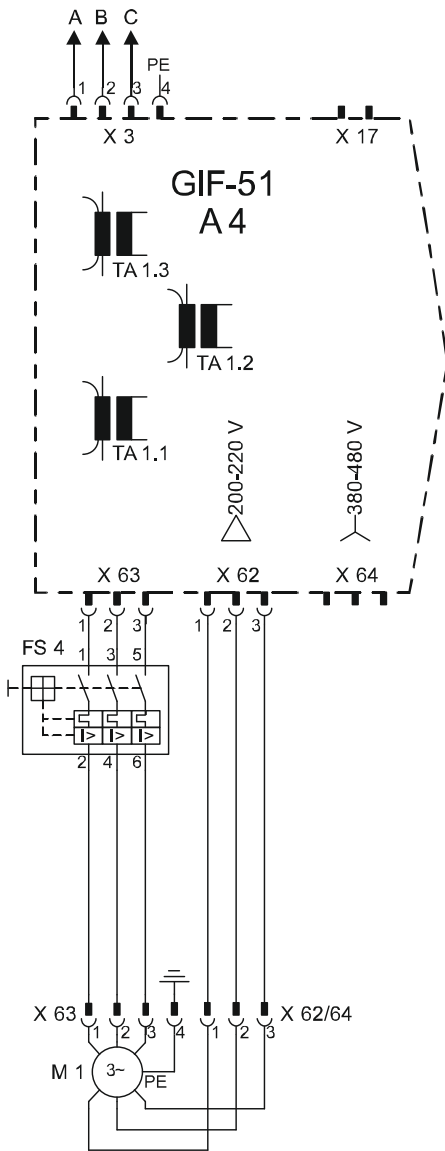 A B C
1 2 3 PE 4
X 3 X 17
GIF-51
A 4
TA 1.3
TA 1.2
TA 1.1
200-220 V 380-480 V
X 63 X 62 X 64
1 2 3 1 2 3
FS 4 1 3 5
I> I> I>
2 4 6
X 63 X 62/64
1 2 3 4 1 2 3
M 1 3~ PE